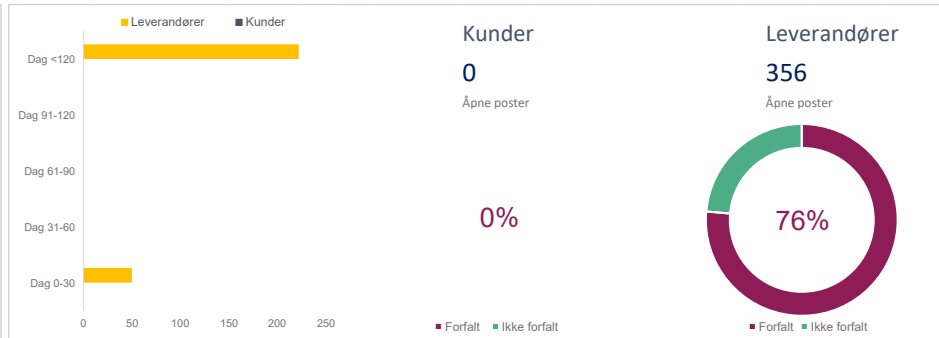 Leverandører Kunder
Dag <120
Dag 91-120
Dag 61-90
Dag 31-60
Dag 0-30
0 50 100 150 200 250
Kunder
0
Åpne poster
0%
Forfalt Ikke forfalt
Leverandører
356
Åpne poster
76%
Forfalt Ikke forfalt